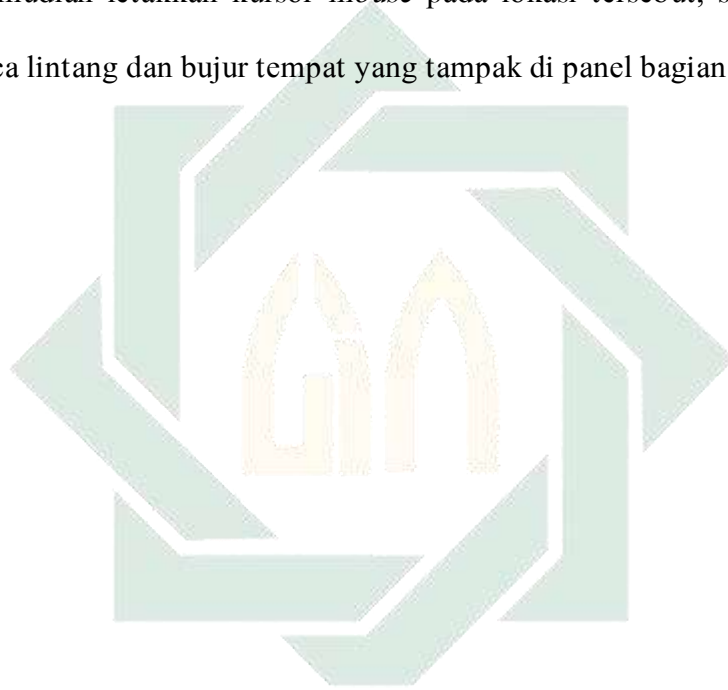 letakkan kursor mouse pada lokasi tersebut,
lintang dan bujur tempat yang tampak di panel bagian